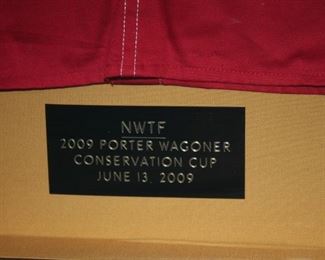 NWTF
2009 PORTER WAGONER
CONSERVATION CUP
JUNE 13, 2009